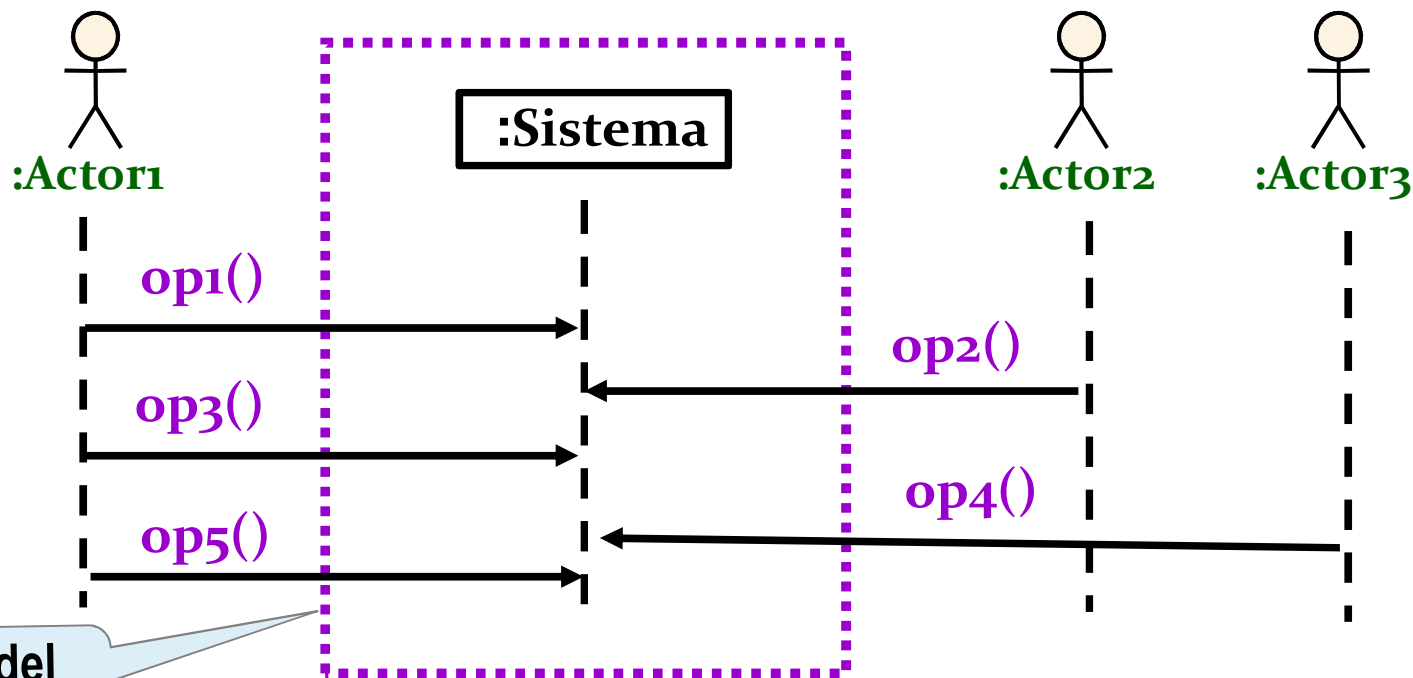 :Sistema
:Actor1
:Actor2
:Actor3
op1()
op2()
op3()
op4()
op5()
del